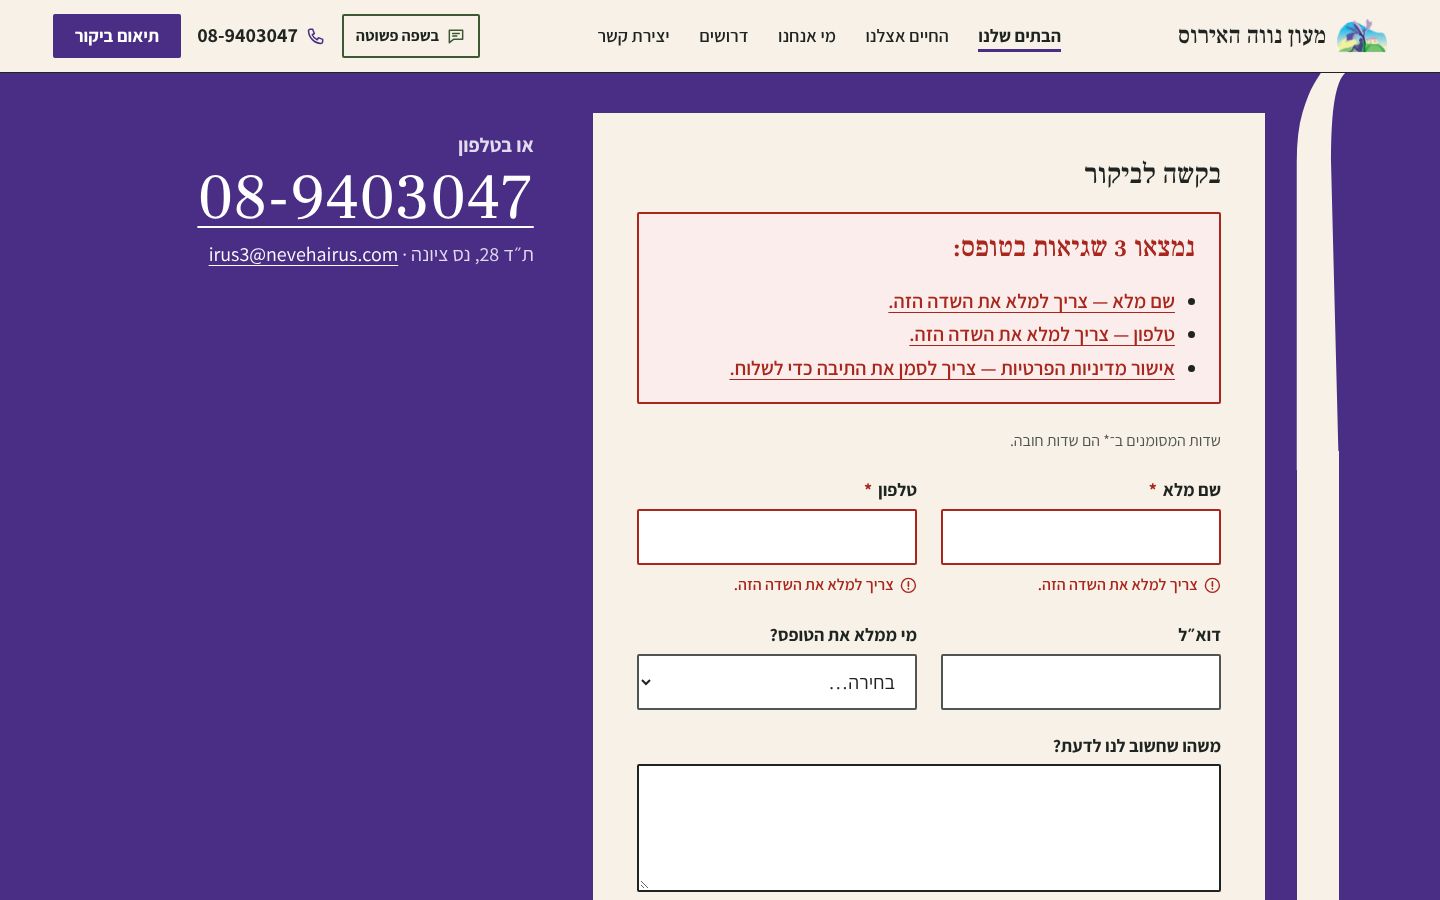 מעון נווה האירוס
הבתים שלנו
החיים אצלנו
מי אנחנו
דרושים
יצירת קשר
בשפה פשוטה
08-9403047
תיאום ביקור
בקשה לביקור
נמצאו 3 שגיאות בטופס:
שם מלא — צריך למלא את השדה הזה.
טלפון — צריך למלא את השדה הזה.
אישור מדיניות הפרטיות — צריך לסמן את התיבה כדי לשלוח.
שדות המסומנים ב־* הם שדות חובה.
שם מלא *
טלפון *
צריך למלא את השדה הזה.
צריך למלא את השדה הזה.
דוא״ל
מי ממלא את הטופס?
בחירה…
משהו שחשוב לנו לדעת?
או בטלפון
08-9403047
ת״ד 28, נס ציונה · irus3@nevehairus.com